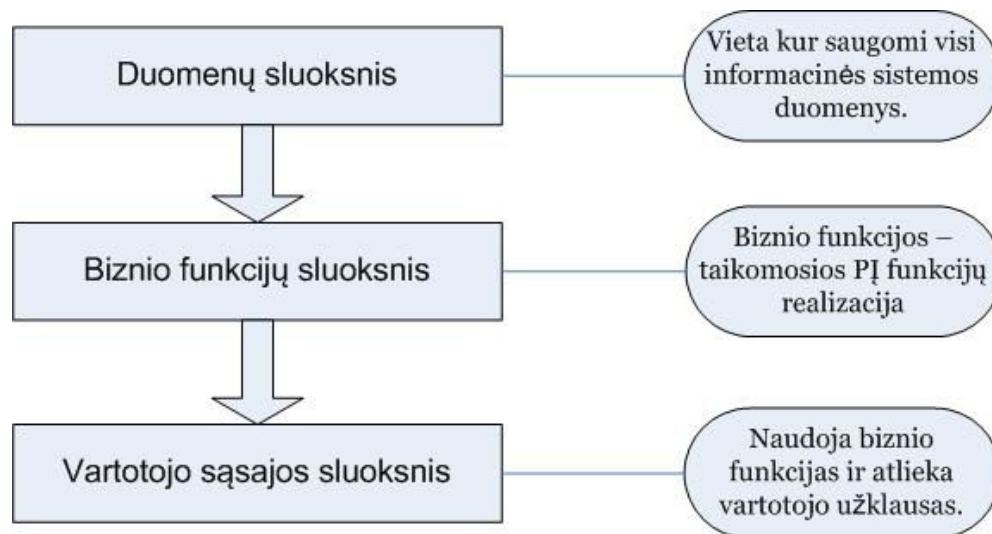 Duomenų sluoksnis
Vieta kur saugomi visi
informacinės sistemos
duomenys.
Biznio funkcijų sluoksnis
Biznio funkcijos –
taikomosios PĮ funkcijų
realizacija
Vartotojo sąsajos sluoksnis
Naudoja biznio
funkcijas ir atlieka
vartotojo užklausas.